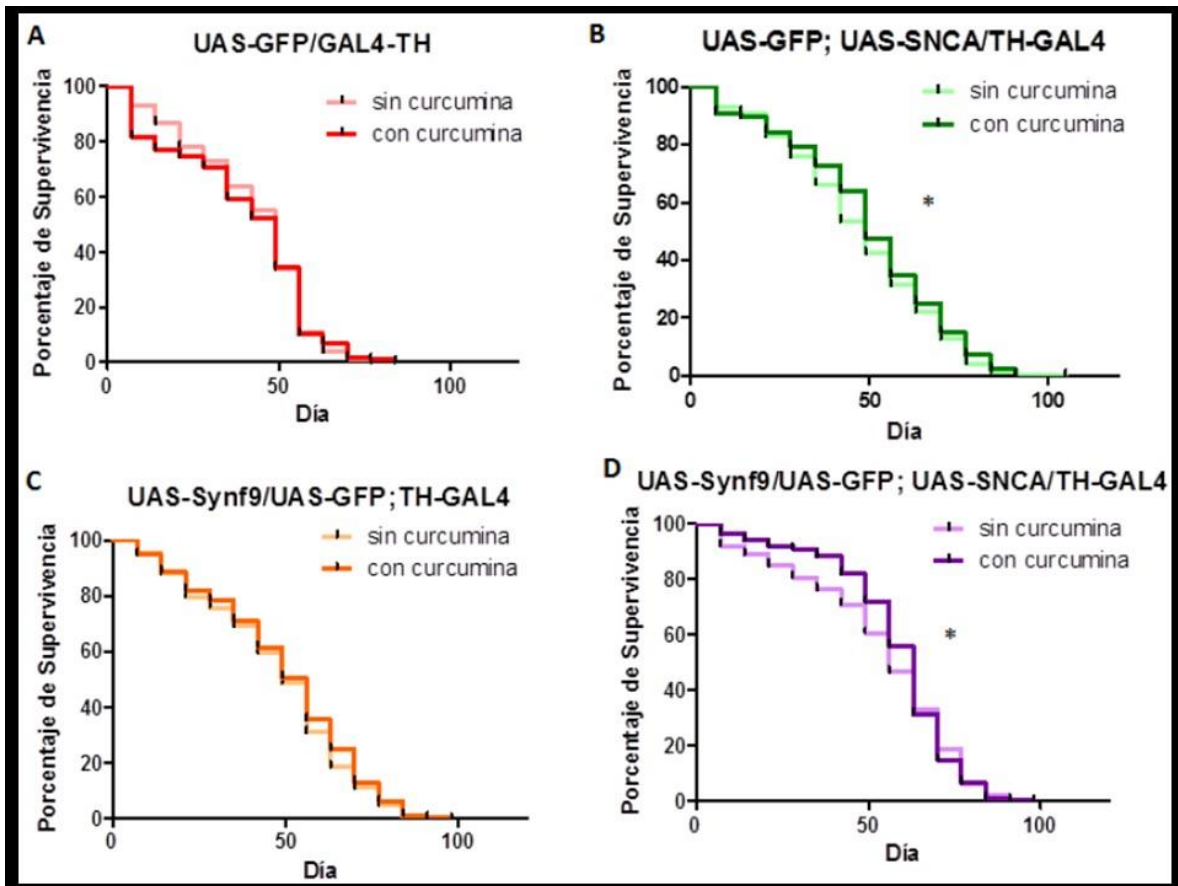 A
UAS-GFP/GAL4-TH
Porcentaje de Supervivencia
100
80
60
40
20
0
sin curcumina
con curcumina
0 50 100
Día
B
UAS-GFP; UAS-SNCA/TH-GAL4
Porcentaje de Supervivencia
100
80
60
40
20
0
sin curcumina
con curcumina
*
0 50 100
Día
C
UAS-Synf9/UAS-GFP; TH-GAL4
Porcentaje de Supervivencia
100
80
60
40
20
0
sin curcumina
con curcumina
0 50 100
Día
D
UAS-Synf9/UAS-GFP; UAS-SNCA/TH-GAL4
Porcentaje de Supervivencia
100
80
60
40
20
0
sin curcumina
con curcumina
*
0 50 100
Día